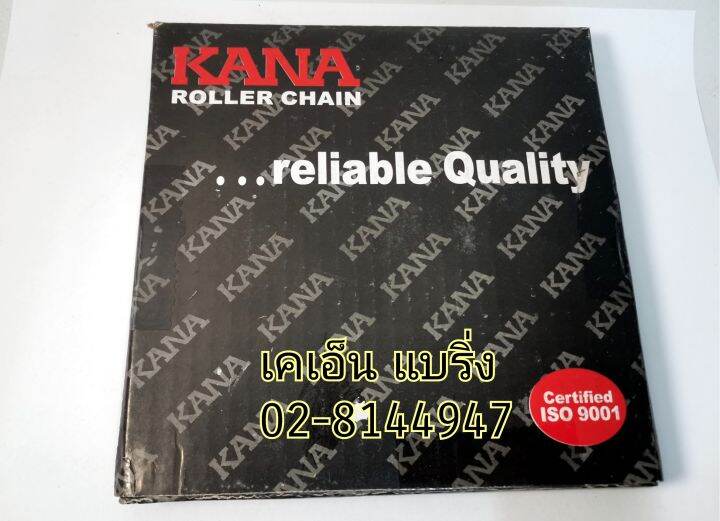 KANA
ROLLER CHAIN
...reliable Quality
เคเอ็น แบริ่ง
02-8144947
Certified
ISO 9001